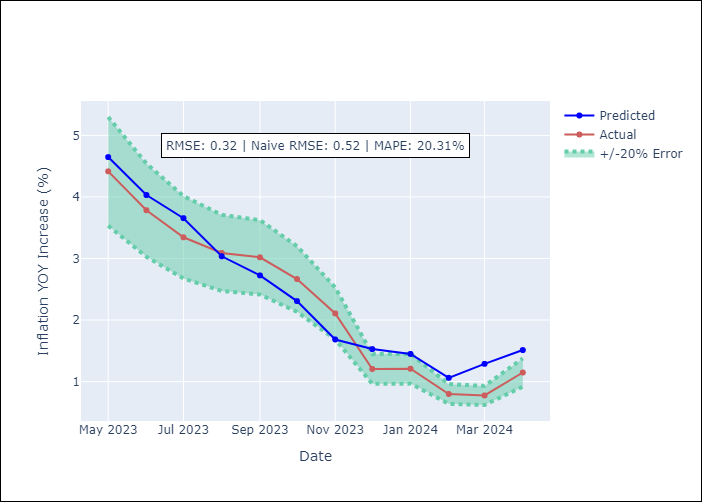 Predicted
Actual
+/-20% Error
RMSE: 0.32 | Naive RMSE: 0.52 | MAPE: 20.31%
Inflation YOY Increase (%)
5
4
3
2
1
May 2023 Jul 2023 Sep 2023 Nov 2023 Jan 2024 Mar 2024
Date